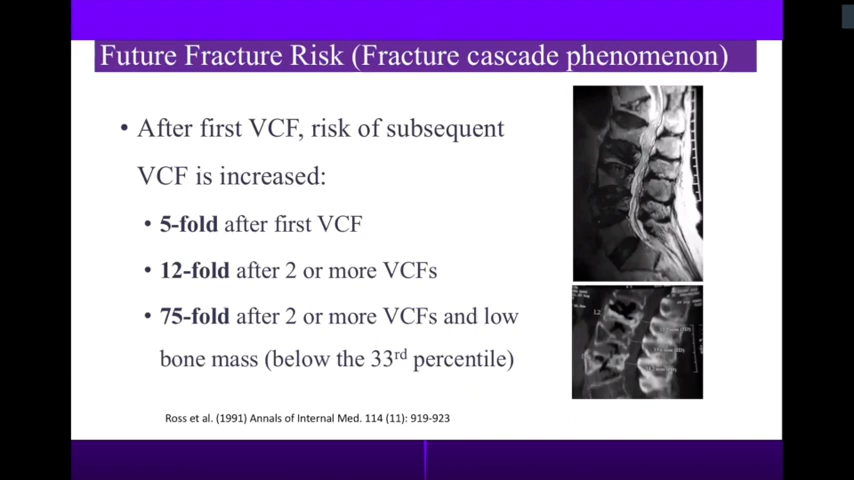 Future Fracture Risk (Fracture cascade phenomenon)
• After first VCF, risk of subsequent
VCF is increased:
• 5-fold after first VCF
• 12-fold after 2 or more VCFs
• 75-fold after 2 or more VCFs and low
bone mass (below the 33rd percentile)
L2
Ross et al. (1991) Annals of Internal Med. 114 (11): 919-923